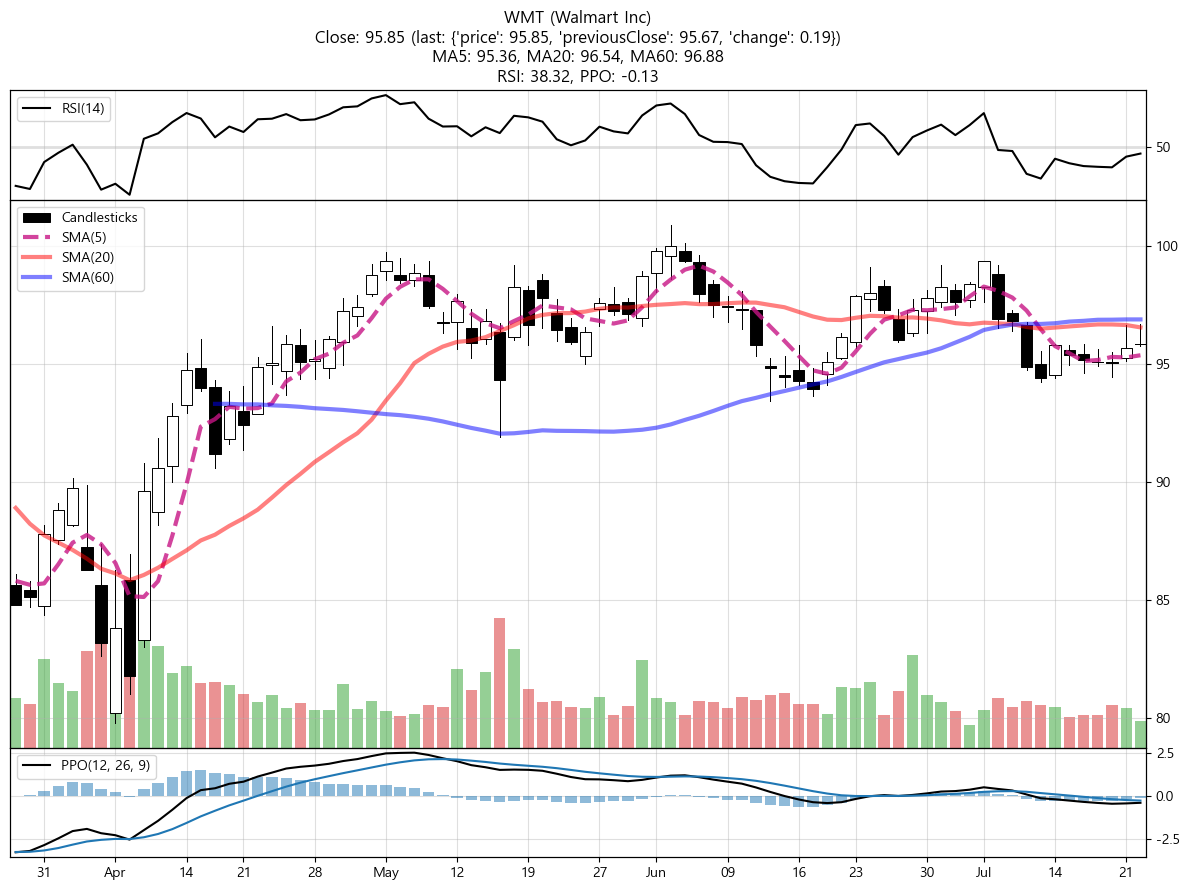 WMT (Walmart Inc)
Close: 95.85 (last: {'price': 95.85, 'previousClose': 95.67, 'change': 0.19})
MA5: 95.36, MA20: 96.54, MA60: 96.88
RSI: 38.32, PPO: -0.13
RSI(14)
50
Candlesticks
SMA(5)
SMA(20)
SMA(60)
100
95
90
85
80
PPO(12, 26, 9)
2.5
0.0
−2.5
31 Apr 14 21 28 May 12 19 27 Jun 09 16 23 30 Jul 14 21